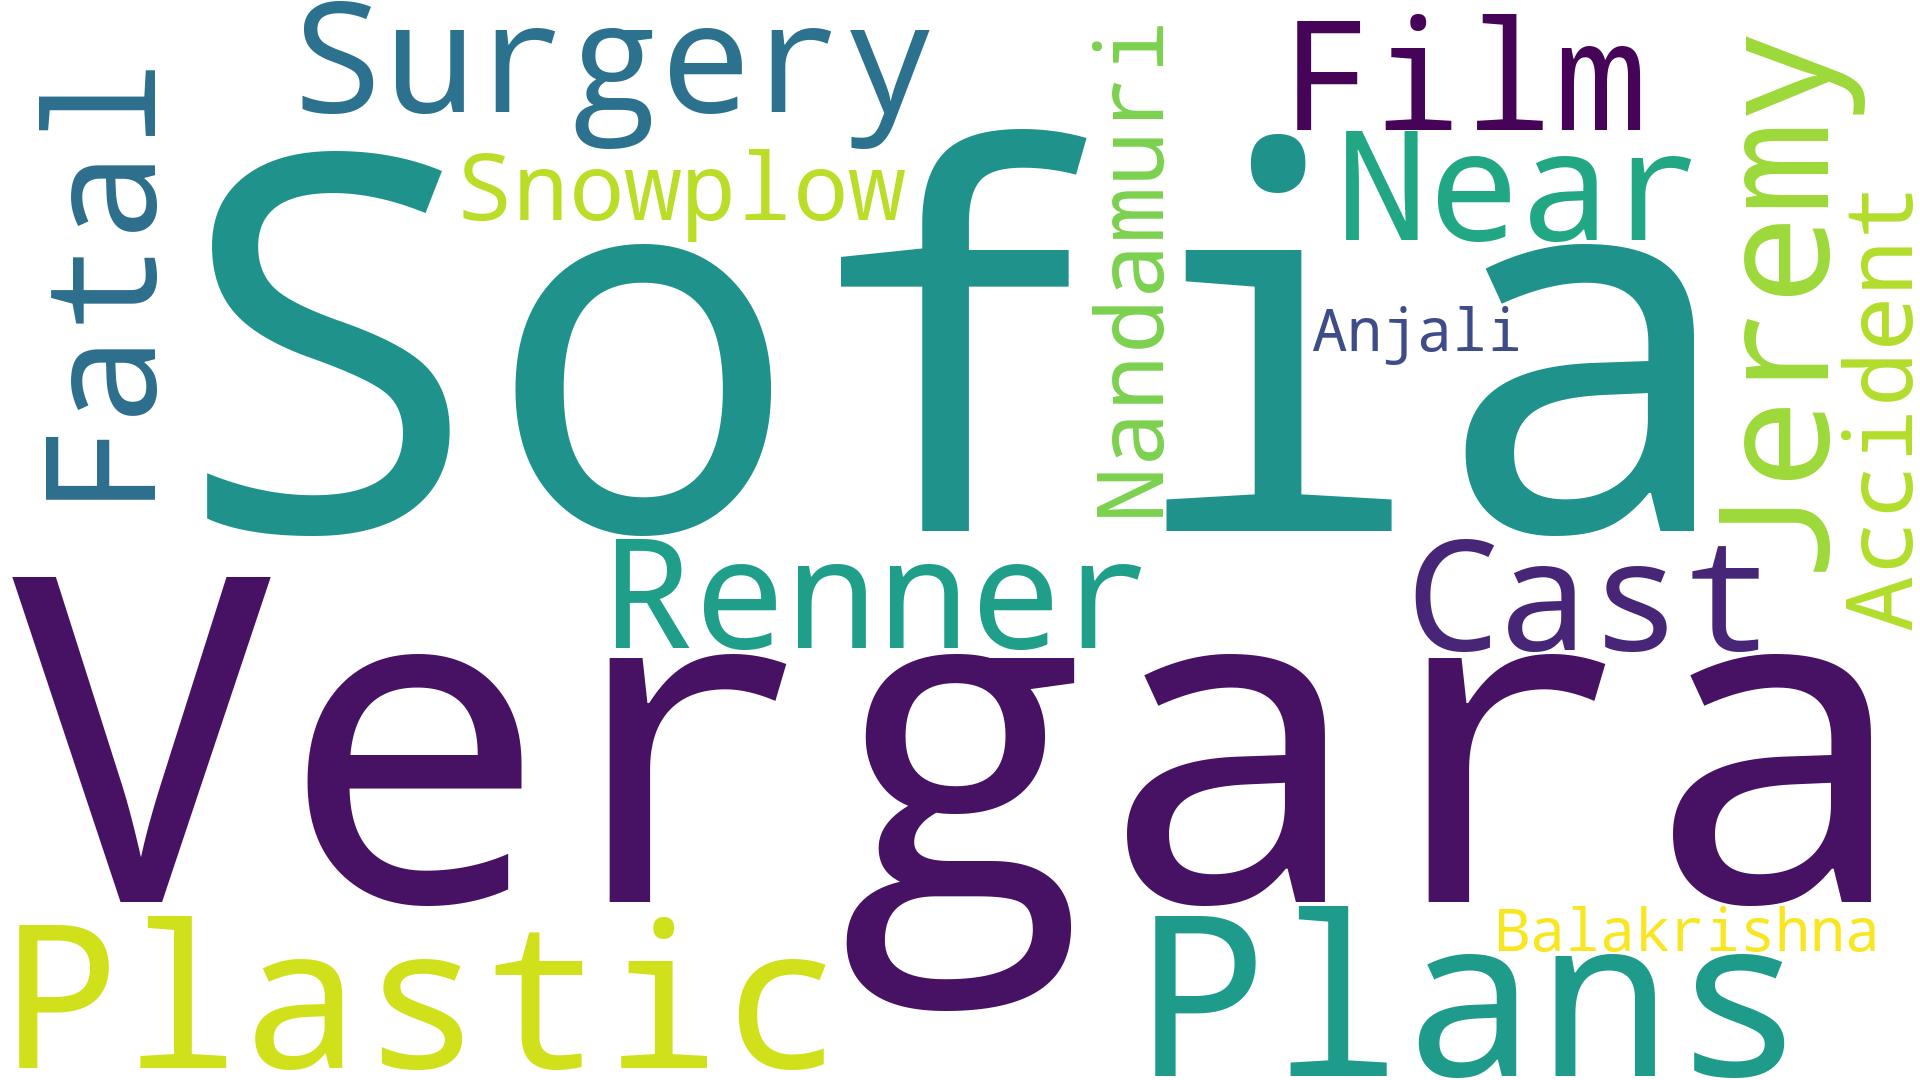 Surgery
Film
Fatal
Snowplow
Nandamuri
Near
Jeremy
Accident
Sofia
Anjali
Renner
Cast
Vergara
Plastic
Plans
Balakrishna